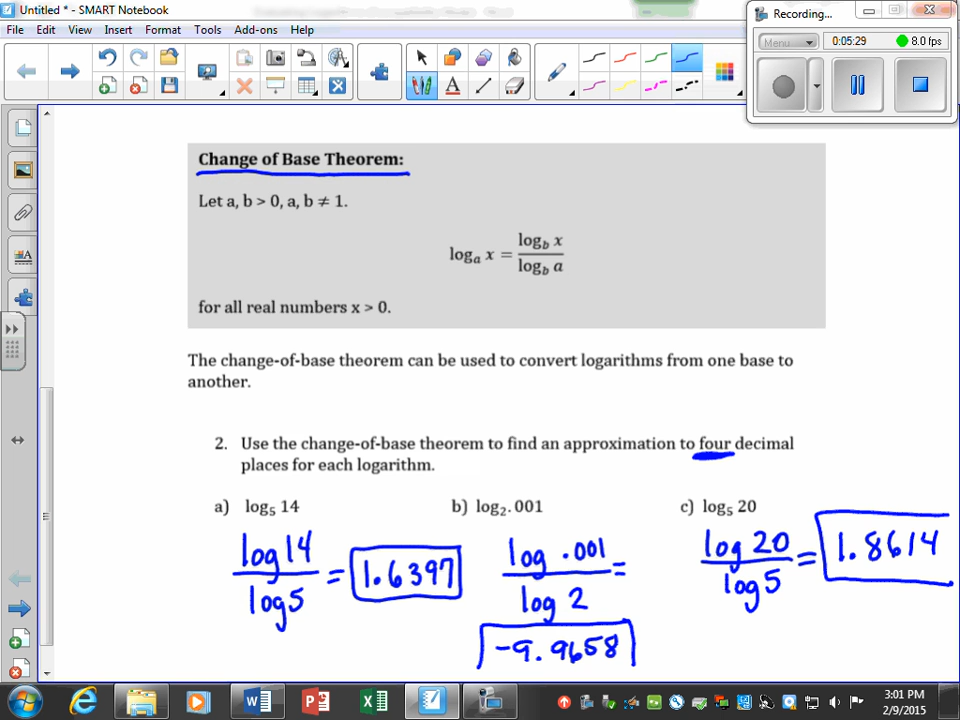 Untitled * - SMART Notebook
Recording...
File Edit View Insert Format Tools Add-ons Help
Menu 0:05:29 8.0 fps
Change of Base Theorem:
Let a, b > 0, a, b ≠ 1.
logₐ x = log_b x / log_b a
for all real numbers x > 0.
The change-of-base theorem can be used to convert logarithms from one base to
another.
2. Use the change-of-base theorem to find an approximation to four decimal
places for each logarithm.
a) log₅ 14 b) log₂ .001 c) log₅ 20
log 14 / log 5 = 1.6397
log .001 / log 2 =
-9.9658
log 20 / log 5 = 1.8614
3:01 PM
2/9/2015